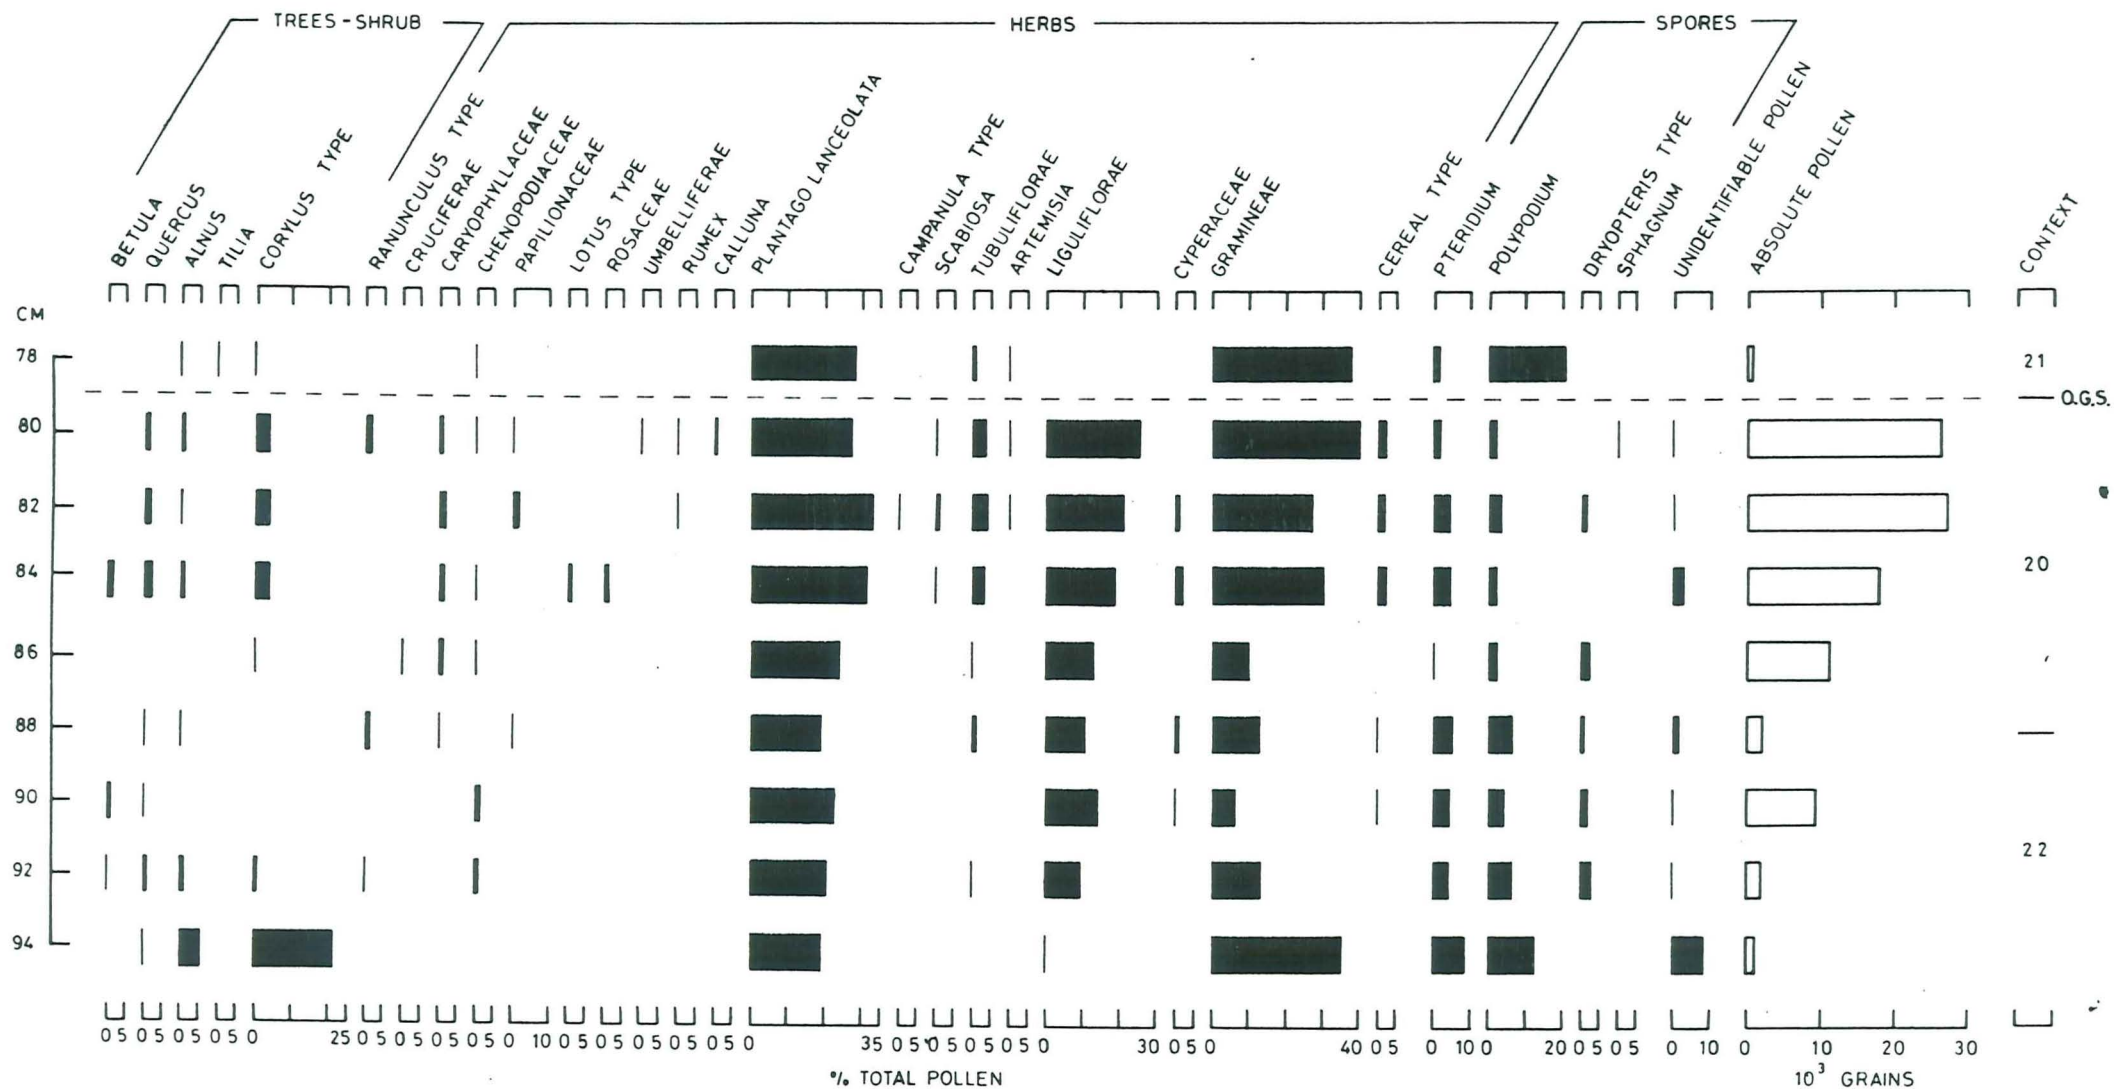 TREES - SHRUB HERBS SPORES
BETULA
QUERCUS
ALNUS
TILIA
CORYLUS TYPE
RANUNCULUS TYPE
CRUCIFERAE
CARYOPHYLLACEAE
CHENOPODIACEAE
PAPILIONACEAE
LOTUS TYPE
ROSACEAE
UMBELLIFERAE
RUMEX
CALLUNA
PLANTAGO LANCEOLATA
CAMPANULA TYPE
SCABIOSA
TUBULIFLORAE
ARTEMISIA
LIGULIFLORAE
CYPERACEAE
GRAMINEAE
CEREAL TYPE
PTERIDIUM
POLYPODIUM
DRYOPTERIS TYPE
SPHAGNUM
UNIDENTIFIABLE POLLEN
ABSOLUTE POLLEN
CONTEXT
CM
78 21
O.G.S.
80
82
84 20
86
88
90
92 22
94
0 5 0 5 0 5 0 5 0 25 0 5 0 5 0 5 0 5 0 10 0 5 0 5 0 5 0 5 0 5 0 35 0 5 0 5 0 5 0 5 0 30 0 5 0 40 0 5 0 10 0 20 0 5 0 5 0 10 0 10 20 30
% TOTAL POLLEN 10³ GRAINS